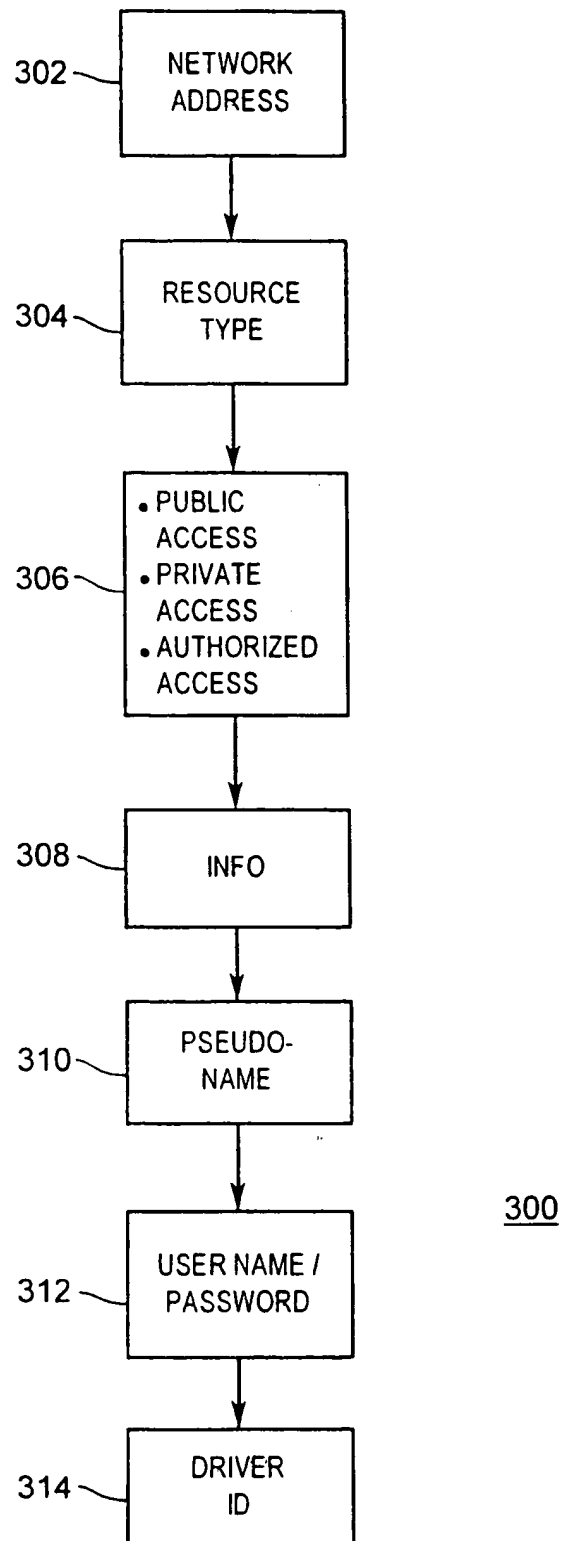 302
NETWORK
ADDRESS
304
RESOURCE
TYPE
306
• PUBLIC
ACCESS
• PRIVATE
ACCESS
• AUTHORIZED
ACCESS
308
INFO
310
PSEUDO-
NAME
300
312
USER NAME /
PASSWORD
314
DRIVER
ID